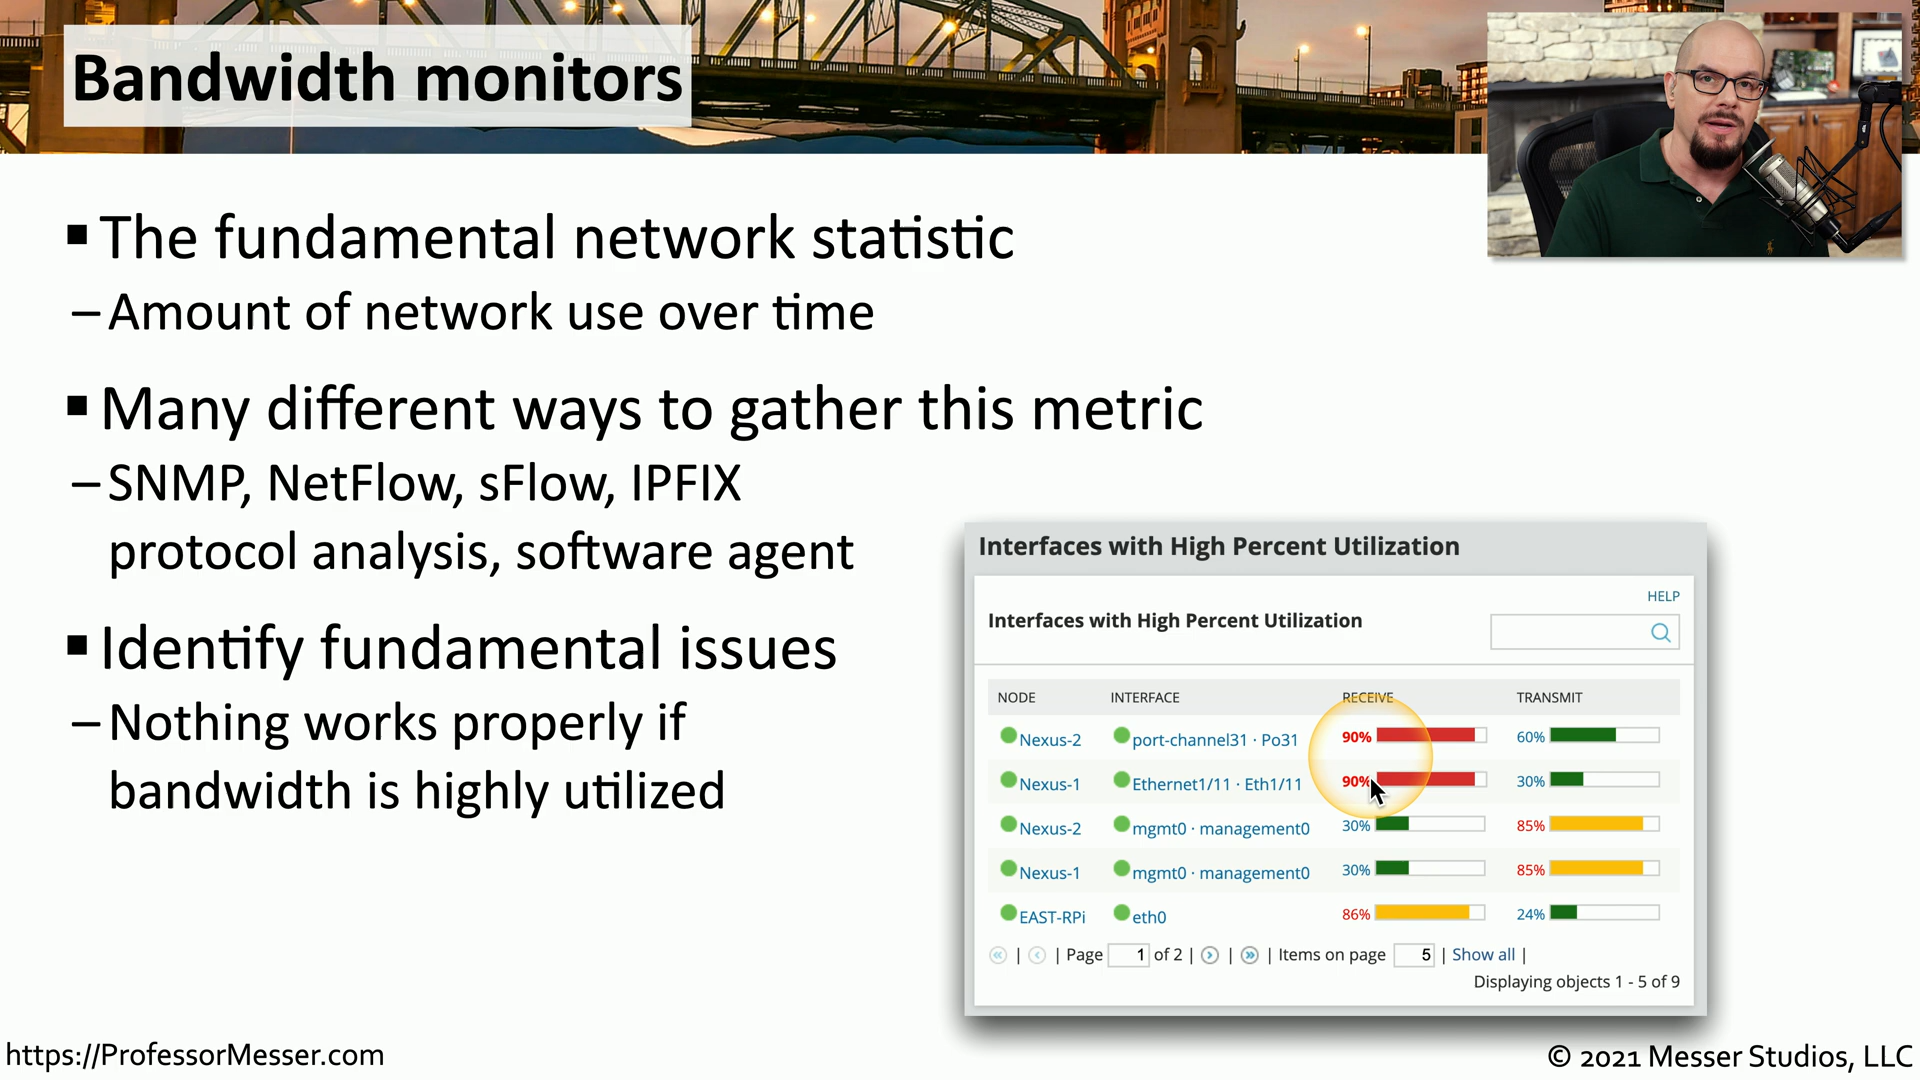 Bandwidth monitors
▪ The fundamental network statistic
– Amount of network use over time
▪ Many different ways to gather this metric
– SNMP, NetFlow, sFlow, IPFIX
protocol analysis, software agent
▪ Identify fundamental issues
– Nothing works properly if
bandwidth is highly utilized
Interfaces with High Percent Utilization
HELP
Interfaces with High Percent Utilization
NODE INTERFACE RECEIVE TRANSMIT
Nexus-2 port-channel31 · Po31 90% 60%
Nexus-1 Ethernet1/11 · Eth1/11 90% 30%
Nexus-2 mgmt0 · management0 30% 85%
Nexus-1 mgmt0 · management0 30% 85%
EAST-RPi eth0 86% 24%
« | ‹ | Page 1 of 2 | › | » | Items on page 5 | Show all |
Displaying objects 1 - 5 of 9
https://ProfessorMesser.com
© 2021 Messer Studios, LLC